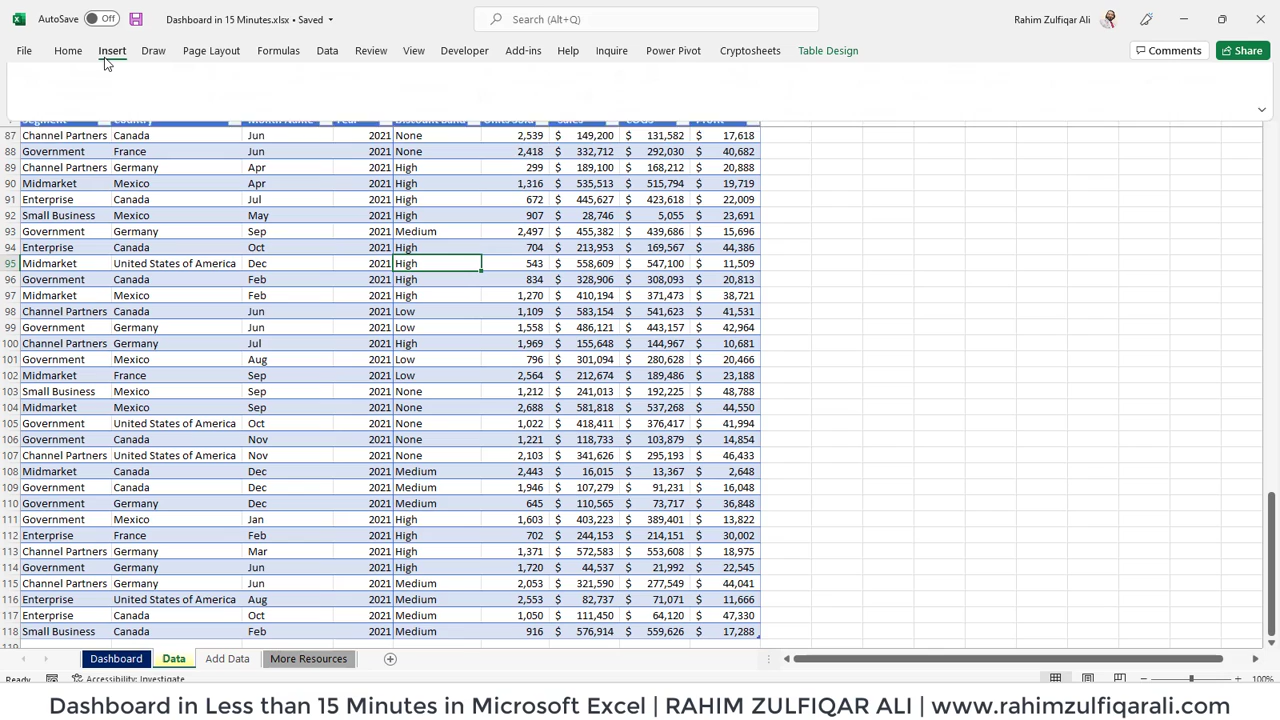 AutoSave Off Dashboard in 15 Minutes.xlsx • Saved Search (Alt+Q) Rahim Zulfiqar Ali
File Home Insert Draw Page Layout Formulas Data Review View Developer Add-ins Help Inquire Power Pivot Cryptosheets Table Design Comments Share
Segment Country Month Name Year Discount Band Units Sold Sales COGS Profit
87 Channel Partners Canada Jun 2021 None 2,539 $ 149,200 $ 131,582 $ 17,618
88 Government France Jun 2021 None 2,418 $ 332,712 $ 292,030 $ 40,682
89 Channel Partners Germany Apr 2021 High 299 $ 189,100 $ 168,212 $ 20,888
90 Midmarket Mexico Apr 2021 High 1,316 $ 535,513 $ 515,794 $ 19,719
91 Enterprise Canada Jul 2021 High 672 $ 445,627 $ 423,618 $ 22,009
92 Small Business Mexico May 2021 High 907 $ 28,746 $ 5,055 $ 23,691
93 Government Germany Sep 2021 Medium 2,497 $ 455,382 $ 439,686 $ 15,696
94 Enterprise Canada Oct 2021 High 704 $ 213,953 $ 169,567 $ 44,386
95 Midmarket United States of America Dec 2021 High 543 $ 558,609 $ 547,100 $ 11,509
96 Government Canada Feb 2021 High 834 $ 328,906 $ 308,093 $ 20,813
97 Midmarket Mexico Feb 2021 High 1,270 $ 410,194 $ 371,473 $ 38,721
98 Channel Partners Canada Jun 2021 Low 1,109 $ 583,154 $ 541,623 $ 41,531
99 Government Germany Jun 2021 Low 1,558 $ 486,121 $ 443,157 $ 42,964
100 Channel Partners Germany Jul 2021 High 1,969 $ 155,648 $ 144,967 $ 10,681
101 Government Mexico Aug 2021 Low 796 $ 301,094 $ 280,628 $ 20,466
102 Midmarket France Sep 2021 Low 2,564 $ 212,674 $ 189,486 $ 23,188
103 Small Business Mexico Sep 2021 None 1,212 $ 241,013 $ 192,225 $ 48,788
104 Midmarket Mexico Sep 2021 None 2,688 $ 581,818 $ 537,268 $ 44,550
105 Government United States of America Oct 2021 None 1,022 $ 418,411 $ 376,417 $ 41,994
106 Government Canada Nov 2021 None 1,221 $ 118,733 $ 103,879 $ 14,854
107 Channel Partners United States of America Nov 2021 None 2,103 $ 341,626 $ 295,193 $ 46,433
108 Midmarket Canada Dec 2021 Medium 2,443 $ 16,015 $ 13,367 $ 2,648
109 Government Canada Dec 2021 Medium 1,946 $ 107,279 $ 91,231 $ 16,048
110 Government Germany Dec 2021 Medium 645 $ 110,565 $ 73,717 $ 36,848
111 Government Mexico Jan 2021 High 1,603 $ 403,223 $ 389,401 $ 13,822
112 Enterprise France Feb 2021 High 702 $ 244,153 $ 214,151 $ 30,002
113 Channel Partners Germany Mar 2021 High 1,371 $ 572,583 $ 553,608 $ 18,975
114 Government Germany Jun 2021 High 1,720 $ 44,537 $ 21,992 $ 22,545
115 Channel Partners Germany Jun 2021 Medium 2,053 $ 321,590 $ 277,549 $ 44,041
116 Enterprise United States of America Aug 2021 Medium 2,553 $ 82,737 $ 71,071 $ 11,666
117 Enterprise Canada Oct 2021 Medium 1,050 $ 111,450 $ 64,120 $ 47,330
118 Small Business Canada Feb 2021 Medium 916 $ 576,914 $ 559,626 $ 17,288
119
Dashboard Data Add Data More Resources
Ready Accessibility: Investigate 100%
Dashboard in Less than 15 Minutes in Microsoft Excel | RAHIM ZULFIQAR ALI | www.rahimzulfiqarali.com